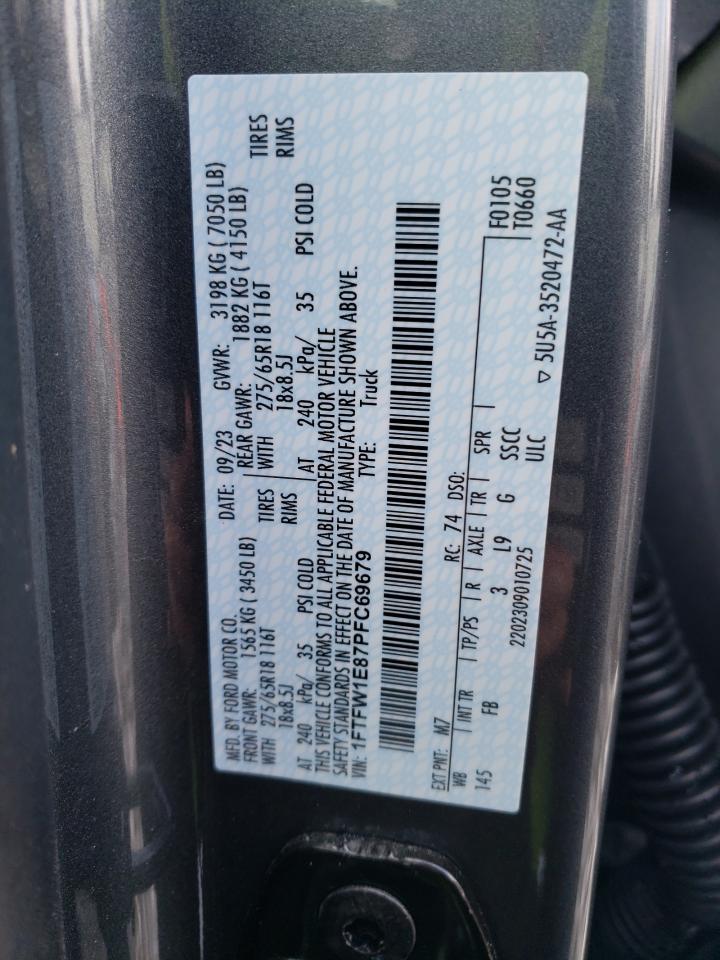 MFD. BY FORD MOTOR CO. DATE: 09/23 GVWR: 3198 KG ( 7050 LB)
FRONT GAWR: 1565 KG ( 3450 LB) REAR GAWR: 1882 KG ( 4150 LB)
WITH 275/65R18 116T TIRES WITH 275/65R18 116T TIRES
18x8.5J RIMS 18x8.5J RIMS
AT 240 kPa/ 35 PSI COLD AT 240 kPa/ 35 PSI COLD
THIS VEHICLE CONFORMS TO ALL APPLICABLE FEDERAL MOTOR VEHICLE
SAFETY STANDARDS IN EFFECT ON THE DATE OF MANUFACTURE SHOWN ABOVE.
VIN: 1FTFW1E87PFC69679 TYPE: Truck
EXT PNT: M7 RC: 74 DSO:
WB INT TR TP/PS R AXLE TR SPR F0105
145 FB 3 L9 G SSCC T0660
2202309010725 ULC
▽ 5U5A-3520472-AA